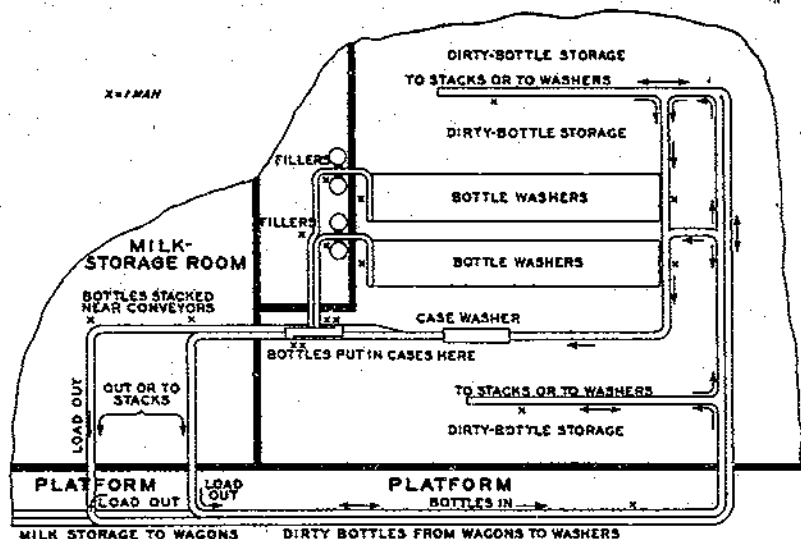 DIRTY-BOTTLE STORAGE
TO STACKS OR TO WASHERS
X=1 MAN
DIRTY-BOTTLE STORAGE
FILLERS
BOTTLE WASHERS
FILLERS
MILK-
STORAGE ROOM
BOTTLE WASHERS
BOTTLES STACKED
NEAR CONVEYORS
CASE WASHER
BOTTLES PUT IN CASES HERE
LOAD OUT
OUT OR TO
STACKS
TO STACKS OR TO WASHERS
DIRTY-BOTTLE STORAGE
PLATFORM
LOAD OUT
LOAD
OUT
PLATFORM
BOTTLES IN
MILK STORAGE TO WAGONS
DIRTY BOTTLES FROM WAGONS TO WASHERS